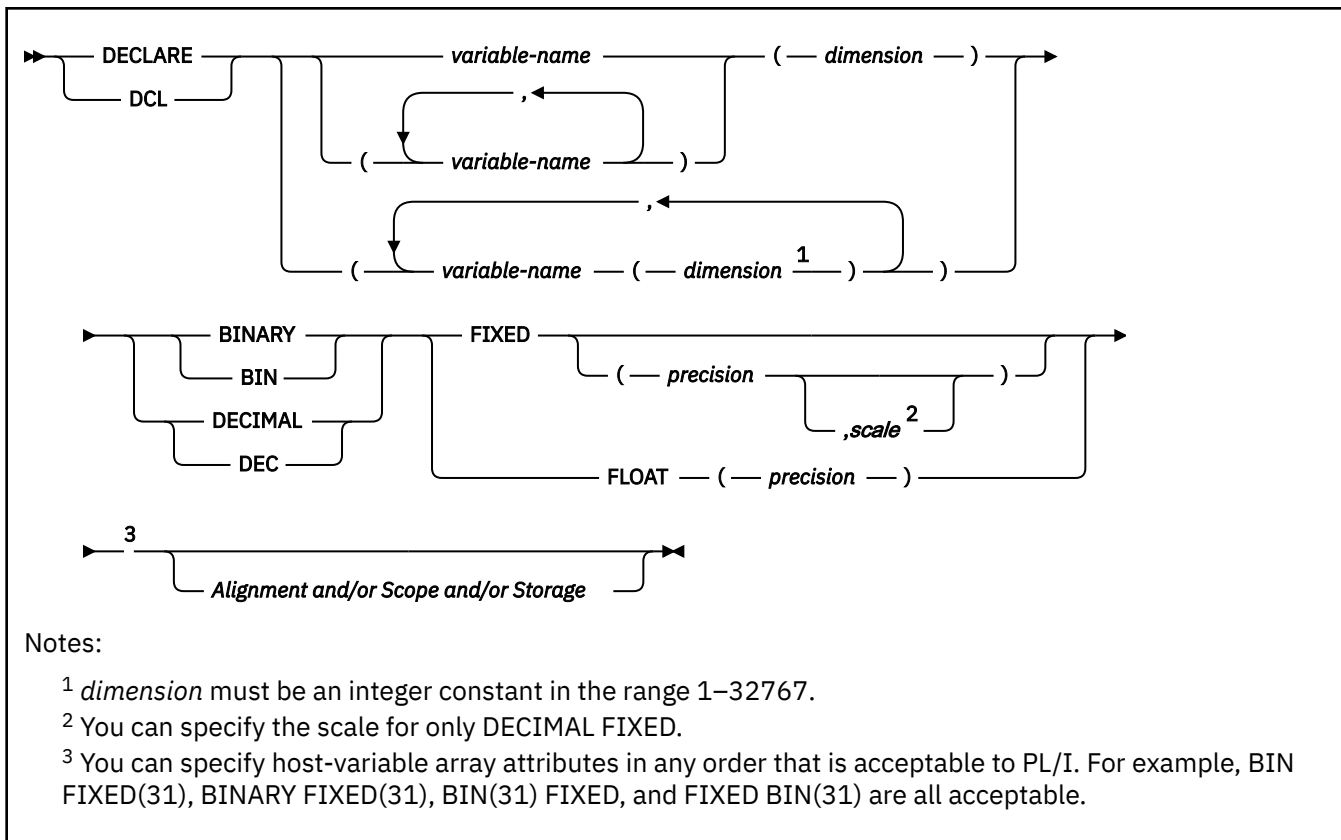 DECLARE variable-name ( dimension )
DCL
,
( variable-name )
,
( variable-name ( dimension 1 ) )
BINARY FIXED
BIN ( precision )
DECIMAL ,scale 2
DEC
FLOAT ( precision )
3
Alignment and/or Scope and/or Storage
Notes:
1 dimension must be an integer constant in the range 1–32767.
2 You can specify the scale for only DECIMAL FIXED.
3 You can specify host-variable array attributes in any order that is acceptable to PL/I. For example, BIN
FIXED(31), BINARY FIXED(31), BIN(31) FIXED, and FIXED BIN(31) are all acceptable.